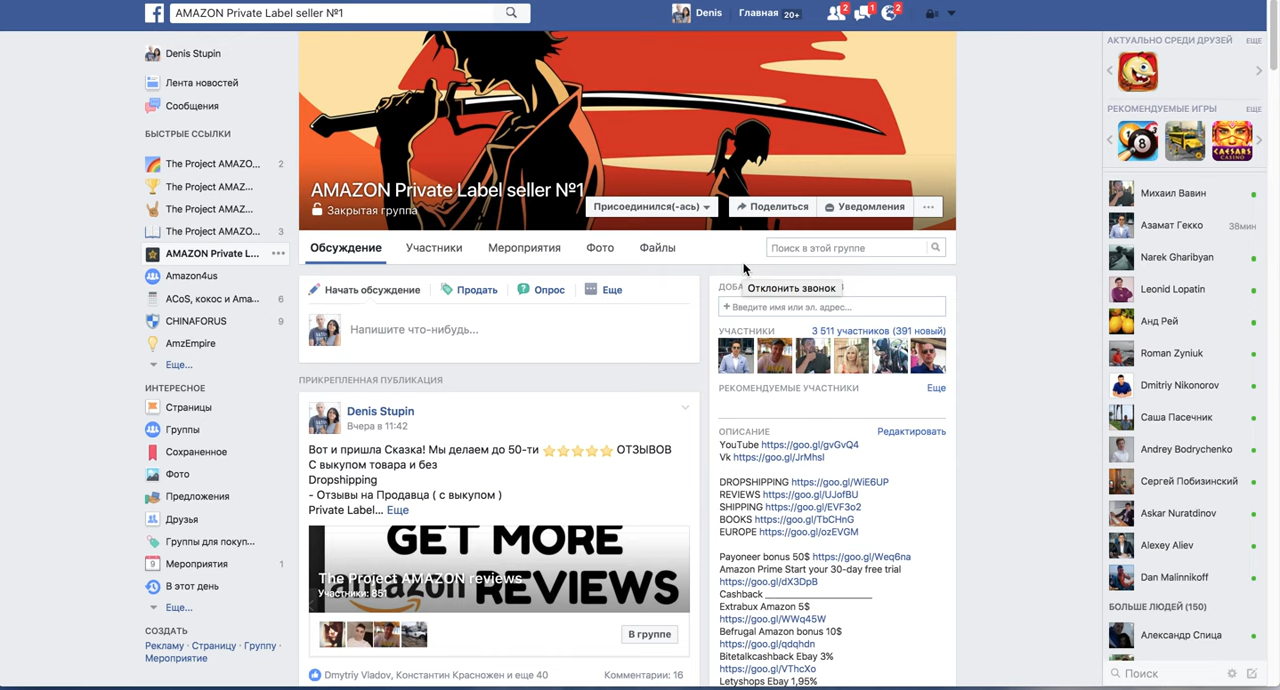 AMAZON Private Label seller №1
Denis
Главная 20+
2
1
2
Denis Stupin
Лента новостей
Сообщения
БЫСТРЫЕ ССЫЛКИ
The Project AMAZO... 2
The Project AMAZ...
The Project AMAZ...
The Project AMAZO... 3
AMAZON Private L...
Amazon4us
ACoS, кокос и Ama... 6
CHINAFORUS 9
AmzEmpire
Еще...
ИНТЕРЕСНОЕ
Страницы
Группы
Сохраненное
Фото
Предложения
Друзья
Группы для покуп...
9 Мероприятия 1
В этот день
Еще...
СОЗДАТЬ
Рекламу · Страницу · Группу ·
Мероприятие
AMAZON Private Label seller №1
Закрытая группа
Присоединился(-ась)
Поделиться
Уведомления
Обсуждение
Участники
Мероприятия
Фото
Файлы
Поиск в этой группе
Начать обсуждение
Продать
Опрос
Еще
Напишите что-нибудь...
ПРИКРЕПЛЕННАЯ ПУБЛИКАЦИЯ
Denis Stupin
Вчера в 11:42
Вот и пришла Сказка! Мы делаем до 50-ти ⭐⭐⭐⭐⭐ ОТЗЫВОВ
С выкупом товара и без
Dropshipping
- Отзывы на Продавца ( с выкупом )
Private Label... Еще
GET MORE
amazon REVIEWS
The Project AMAZON reviews
Участники: 851
В группе
Dmytriy Vladov, Константин Красножен и еще 40
Комментарии: 16
Отклонить звонок
+ Введите имя или эл. адрес...
УЧАСТНИКИ
3 511 участников (391 новый)
РЕКОМЕНДУЕМЫЕ УЧАСТНИКИ
Еще
ОПИСАНИЕ
Редактировать
YouTube https://goo.gl/gvGvQ4
Vk https://goo.gl/JrMhsI
DROPSHIPPING https://goo.gl/WiE6UP
REVIEWS https://goo.gl/UJofBU
SHIPPING https://goo.gl/EVF3o2
BOOKS https://goo.gl/TbCHnG
EUROPE https://goo.gl/ozEVGM
Payoneer bonus 50$ https://goo.gl/Weq6na
Amazon Prime Start your 30-day free trial
https://goo.gl/dX3DpB
Cashback
Extrabux Amazon 5$
https://goo.gl/WWq45W
Befrugal Amazon bonus 10$
https://goo.gl/qdqhdn
Bitetalkcashback Ebay 3%
https://goo.gl/VThcXo
Letyshops Ebay 1,95%
АКТУАЛЬНО СРЕДИ ДРУЗЕЙ
ЕЩЕ
РЕКОМЕНДУЕМЫЕ ИГРЫ
ЕЩЕ
8
CAESARS
CASINO
Михаил Вавин
Азамат Гекко 38мин
Narek Gharibyan
Leonid Lopatin
Анд Рей
Roman Zyniuk
Dmitriy Nikonorov
Саша Пасечник
Andrey Bodrychenko
Сергей Побизинский
Askar Nuratdinov
Alexey Aliev
Dan Malinnikoff
БОЛЬШЕ ЛЮДЕЙ (150)
Александр Спица
Поиск